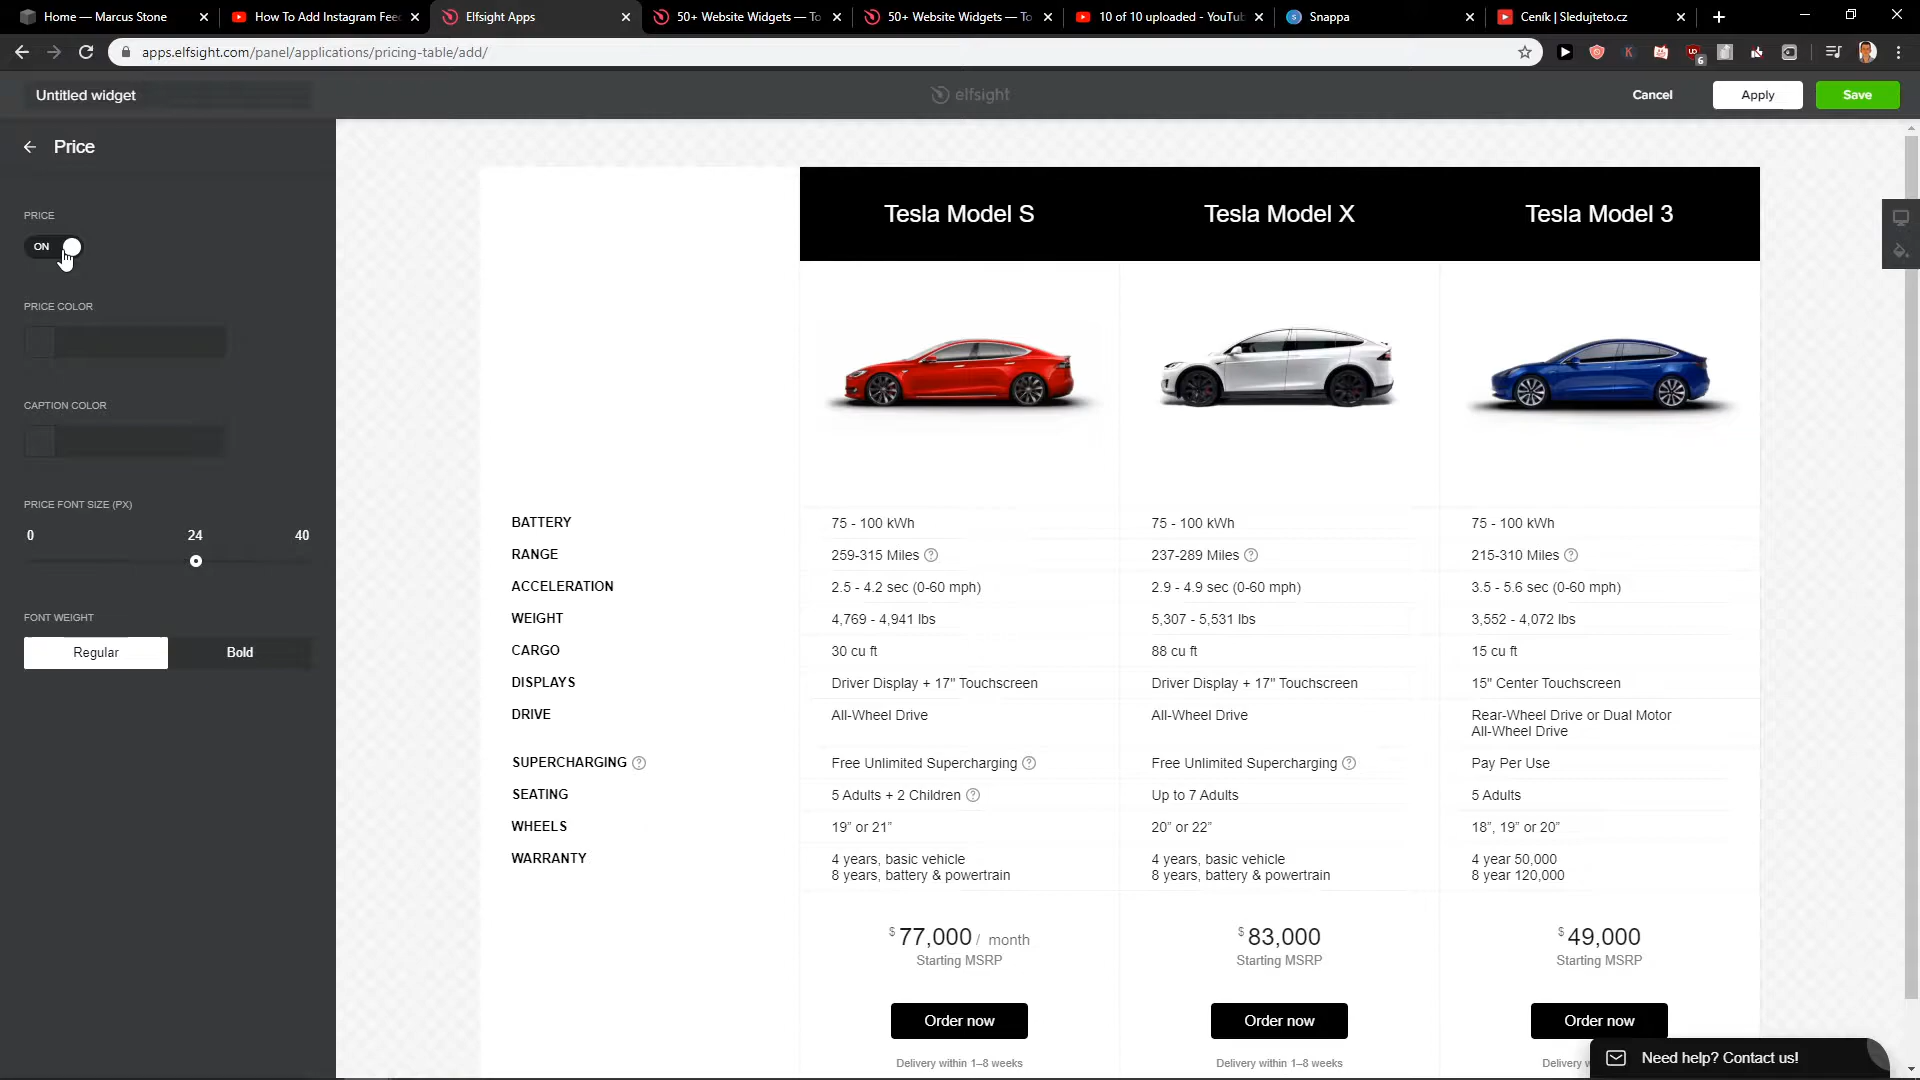 Home — Marcus Stone
How To Add Instagram Feed
Elfsight Apps
50+ Website Widgets — To
50+ Website Widgets — To
10 of 10 uploaded - YouTub
Snappa
Ceník | Sledujteto.cz
apps.elfsight.com/panel/applications/pricing-table/add/
6
Untitled widget
elfsight
Cancel
Apply
Save
Price
PRICE
ON
PRICE COLOR
CAPTION COLOR
PRICE FONT SIZE (PX)
0 24 40
FONT WEIGHT
Regular Bold
Tesla Model S Tesla Model X Tesla Model 3
BATTERY 75 - 100 kWh 75 - 100 kWh 75 - 100 kWh
RANGE 259-315 Miles ? 237-289 Miles ? 215-310 Miles ?
ACCELERATION 2.5 - 4.2 sec (0-60 mph) 2.9 - 4.9 sec (0-60 mph) 3.5 - 5.6 sec (0-60 mph)
WEIGHT 4,769 - 4,941 lbs 5,307 - 5,531 lbs 3,552 - 4,072 lbs
CARGO 30 cu ft 88 cu ft 15 cu ft
DISPLAYS Driver Display + 17" Touchscreen Driver Display + 17" Touchscreen 15" Center Touchscreen
DRIVE All-Wheel Drive All-Wheel Drive Rear-Wheel Drive or Dual Motor
All-Wheel Drive
SUPERCHARGING ? Free Unlimited Supercharging ? Free Unlimited Supercharging ? Pay Per Use
SEATING 5 Adults + 2 Children ? Up to 7 Adults 5 Adults
WHEELS 19” or 21” 20” or 22” 18”, 19” or 20”
WARRANTY 4 years, basic vehicle 4 years, basic vehicle 4 year 50,000
8 years, battery & powertrain 8 years, battery & powertrain 8 year 120,000
$ 77,000 / month $ 83,000 $ 49,000
Starting MSRP Starting MSRP Starting MSRP
Order now Order now Order now
Delivery within 1–8 weeks Delivery within 1–8 weeks Delivery
Need help? Contact us!